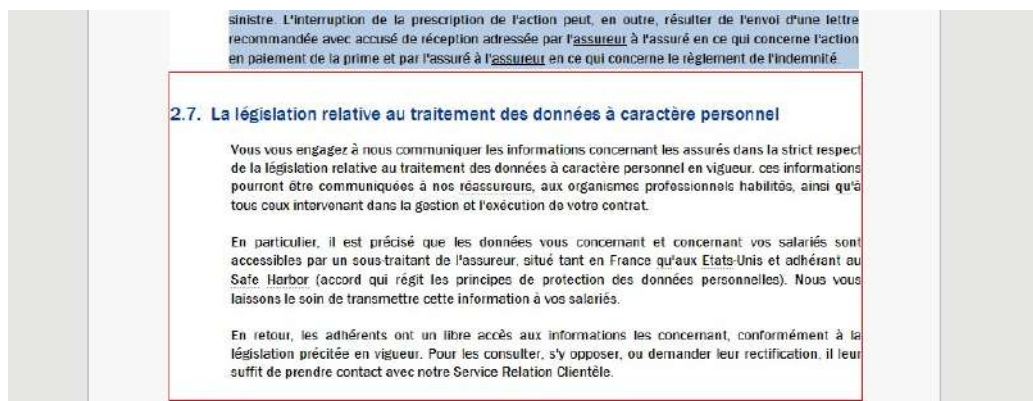 sinistre. L'interruption de la prescription de l'action peut, en outre, résulter de l'envoi d'une lettre
recommandée avec accusé de réception adressée par l'assureur à l'assuré en ce qui concerne l'action
en paiement de la prime et par l'assuré à l'assureur en ce qui concerne le règlement de l'indemnité.
2.7. La législation relative au traitement des données à caractère personnel
Vous vous engagez à nous communiquer les informations concernant les assurés dans la strict respect
de la législation relative au traitement des données à caractère personnel en vigueur, ces informations
pourront être communiquées à nos réassureurs, aux organismes professionnels habilités, ainsi qu'à
tous ceux intervenant dans la gestion et l'exécution de votre contrat.
En particulier, il est précisé que les données vous concernant et concernant vos salariés sont
accessibles par un sous-traitant de l'assureur, situé tant en France qu'aux Etats-Unis et adhérant au
Safe Harbor (accord qui régit les principes de protection des données personnelles). Nous vous
laissons le soin de transmettre cette information à vos salariés.
En retour, les adhérents ont un libre accès aux informations les concernant, conformément à la
législation précitée en vigueur. Pour les consulter, s'y opposer, ou demander leur rectification, il leur
suffit de prendre contact avec notre Service Relation Clientèle.